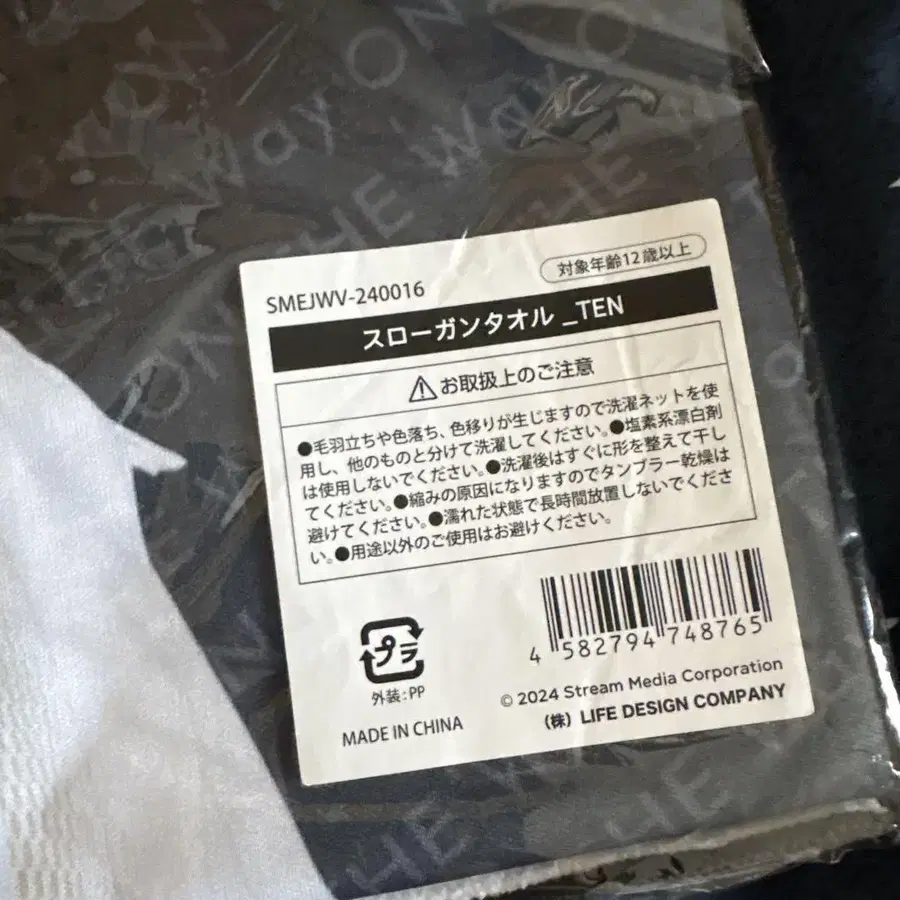 Way ON
THE Way
THE
ON THE
SMEJWV-240016
対象年齢12歳以上
スローガンタオル _TEN
⚠お取扱上のご注意
●毛羽立ちや色落ち、色移りが生じますので洗濯ネットを使
用し、他のものと分けて洗濯してください。●塩素系漂白剤
は使用しないでください。●洗濯後はすぐに形を整えて干し
てください。●縮みの原因になりますのでタンブラー乾燥は
避けてください。●濡れた状態で長時間放置しないでくださ
い。●用途以外のご使用はお避けください。
プラ
外装:PP
4 582794 748765
© 2024 Stream Media Corporation
(株) LIFE DESIGN COMPANY
MADE IN CHINA
THE Way